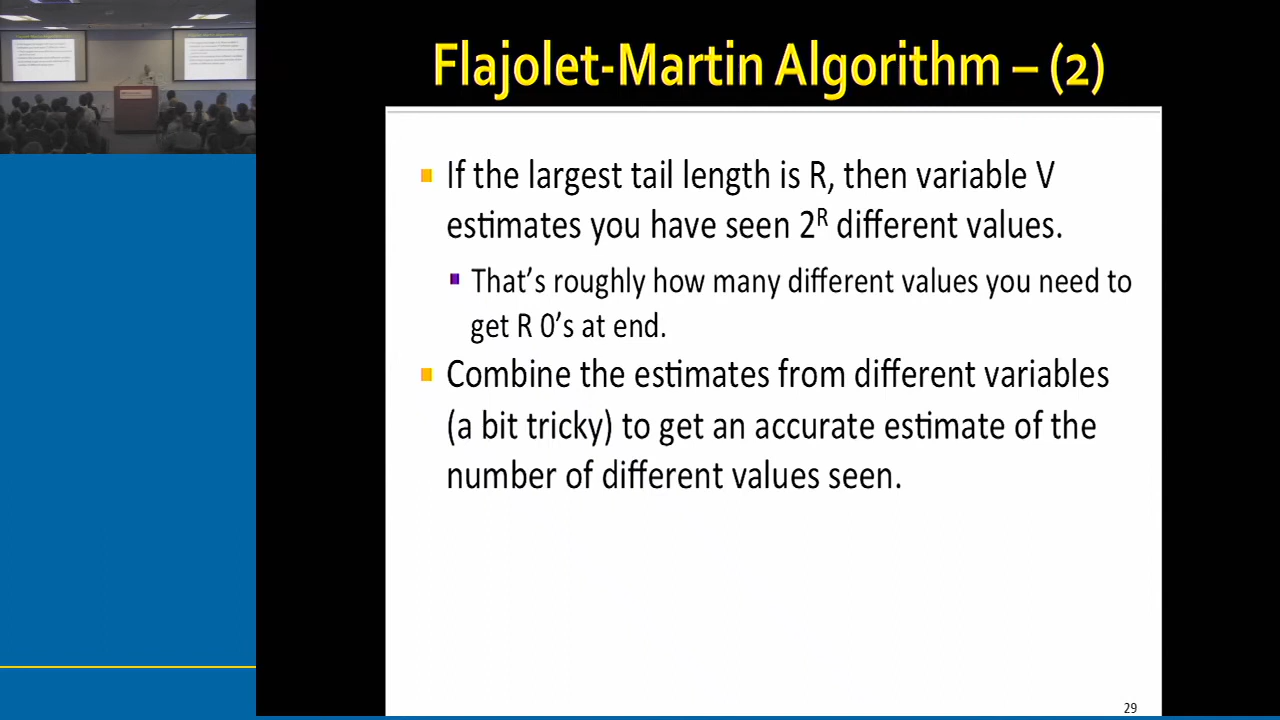 Flajolet-Martin Algorithm – (2)
If the largest tail length is R, then variable V
estimates you have seen 2ᴿ different values.
That's roughly how many different values you need to
get R 0's at end.
Combine the estimates from different variables
(a bit tricky) to get an accurate estimate of the
number of different values seen.
29